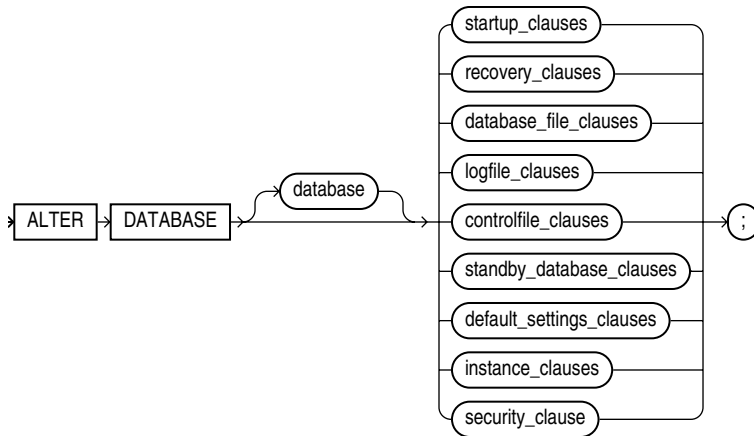 startup_clauses
recovery_clauses
database_file_clauses
logfile_clauses
database
ALTER DATABASE controlfile_clauses ;
standby_database_clauses
default_settings_clauses
instance_clauses
security_clause